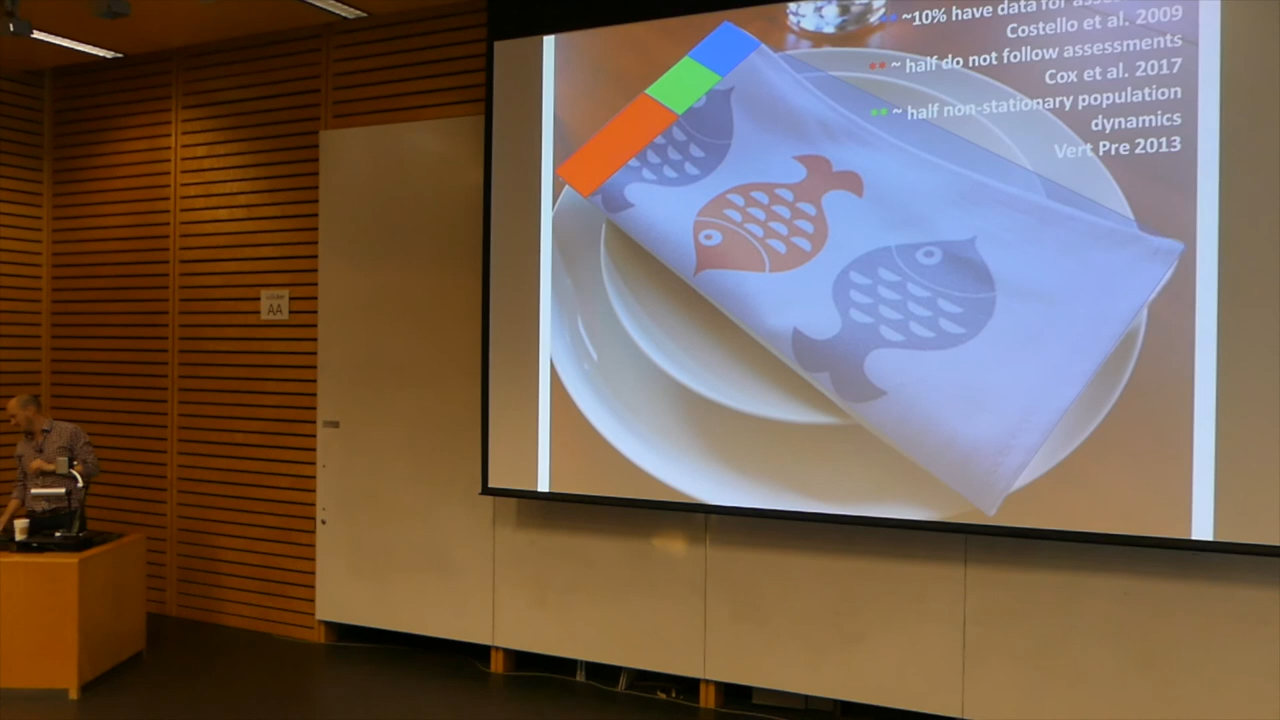 ** ~10% have data for
Costello et al. 2009
** ~ half do not follow assessments
Cox et al. 2017
** ~ half non-stationary population
dynamics
Vert Pre 2013
AA